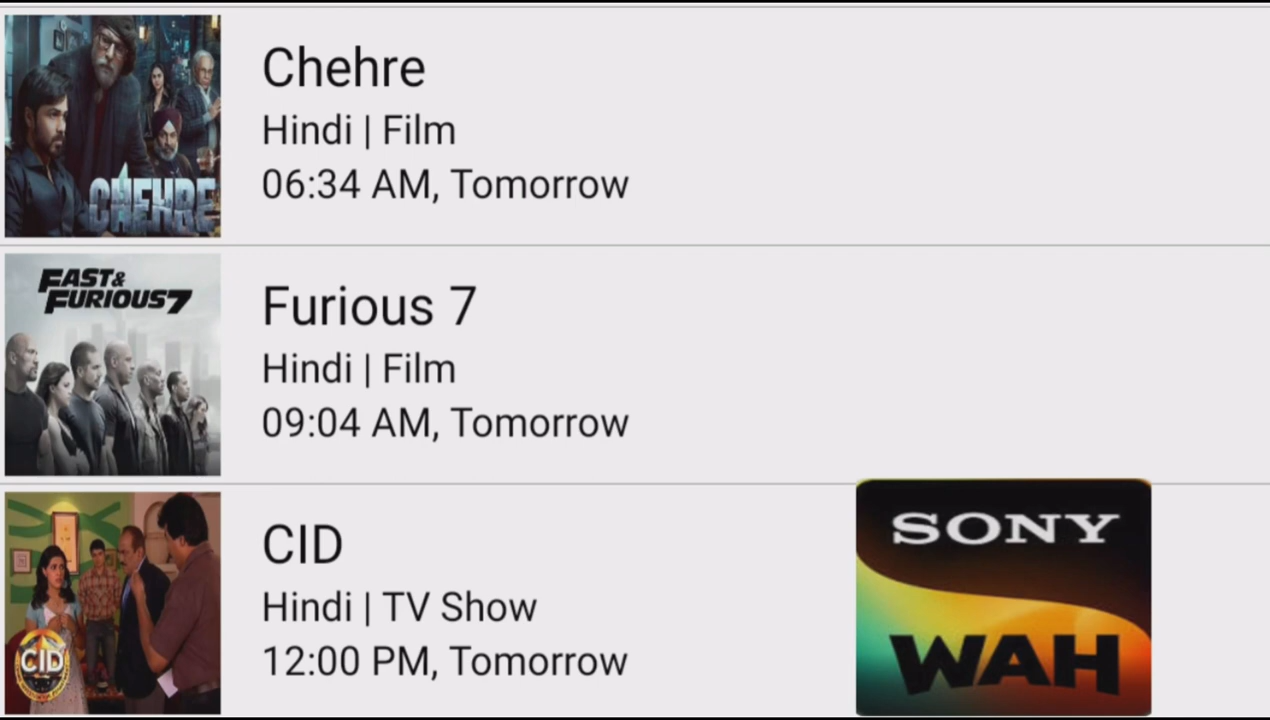 CHEHRE
Chehre
Hindi | Film
06:34 AM, Tomorrow
FAST &
FURIOUS 7
Furious 7
Hindi | Film
09:04 AM, Tomorrow
CID
CID
Hindi | TV Show
12:00 PM, Tomorrow
SONY
WAH